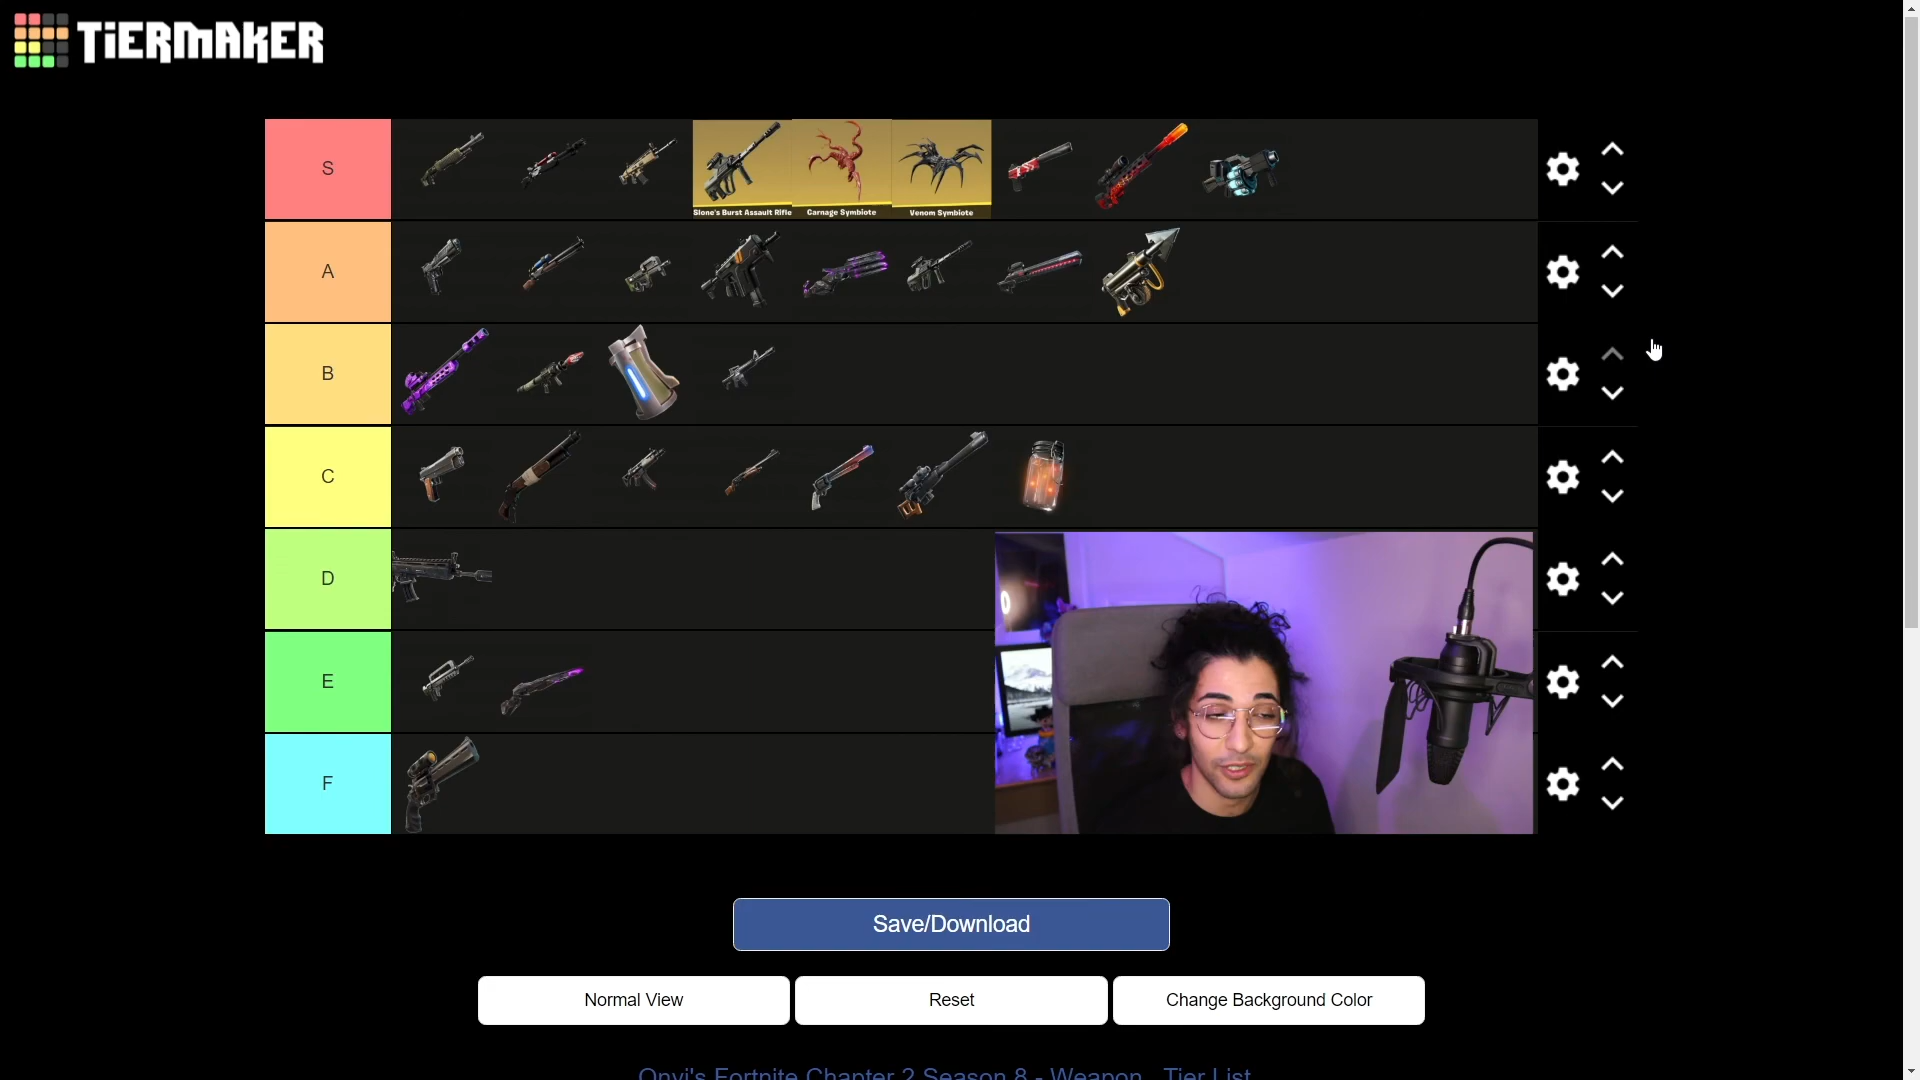 TiERMAKER
S
Slone's Burst Assault Rifle
Carnage Symbiote
Venom Symbiote
A
B
C
D
E
F
Save/Download
Normal View
Reset
Change Background Color
Onyi's Fortnite Chapter 2 Season 8 - Weapon Tier List